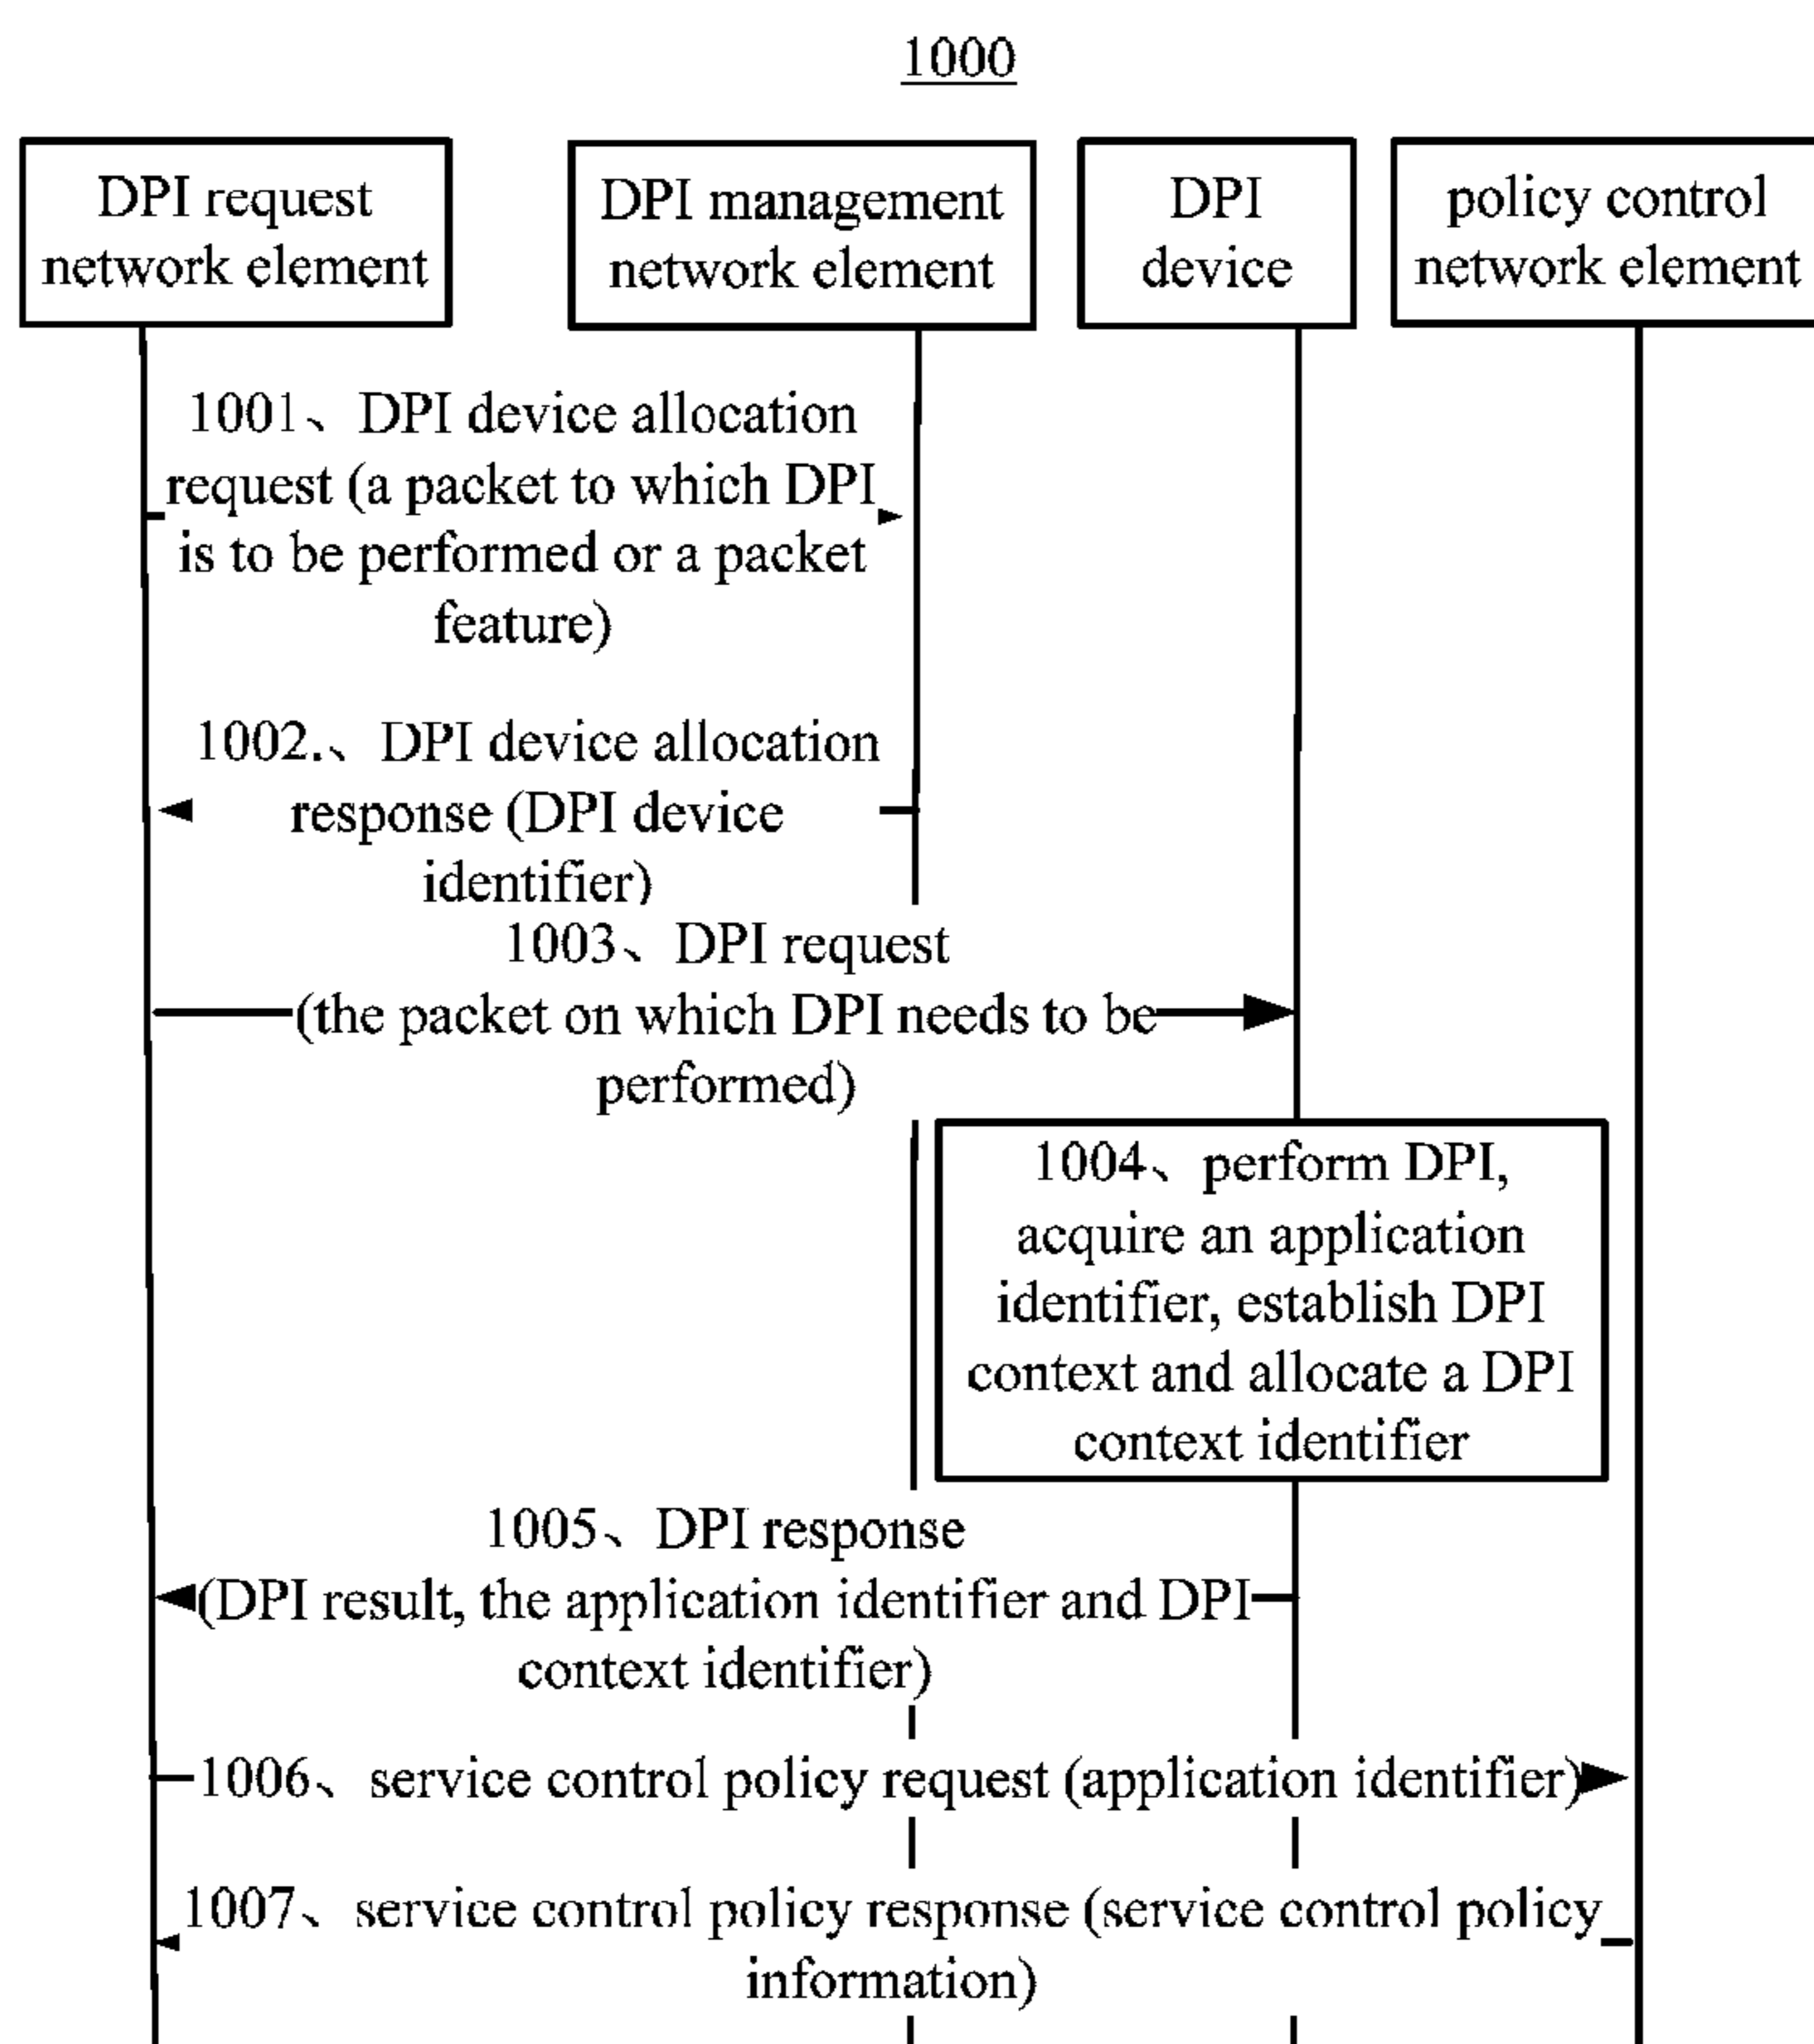 1000
DPI request
network element
DPI management
network element
DPI
device
policy control
network element
1001、 DPI device allocation
request (a packet to which DPI
is to be performed or a packet
feature)
1002.、 DPI device allocation
response (DPI device
identifier)
1003、 DPI request
(the packet on which DPI needs to be
performed)
1004、 perform DPI,
acquire an application
identifier, establish DPI
context and allocate a DPI
context identifier
1005、 DPI response
(DPI result, the application identifier and DPI
context identifier)
1006、 service control policy request (application identifier)
1007、 service control policy response (service control policy
information)